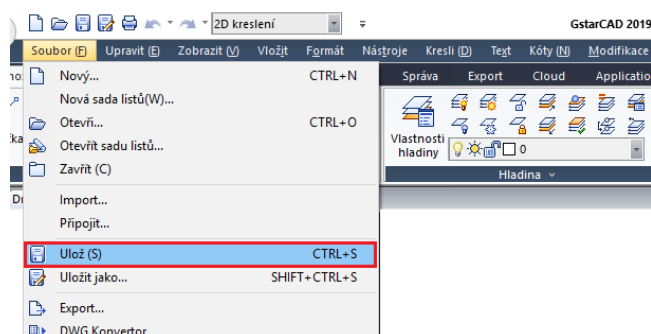 2D kreslení GstarCAD 2019
Soubor (F) Upravit (E) Zobrazit (V) Vložit Formát Nástroje Kresli (D) Text Kóty (N) Modifikace
Nový... CTRL+N
Nová sada listů(W)...
Otevři... CTRL+O
Otevřít sadu listů...
Zavřít (C)
Import...
Připojit...
Ulož (S) CTRL+S
Uložit jako... SHIFT+CTRL+S
Export...
DWG Konvertor
Správa Export Cloud Applicatio
Vlastnosti
hladiny
0
Hladina